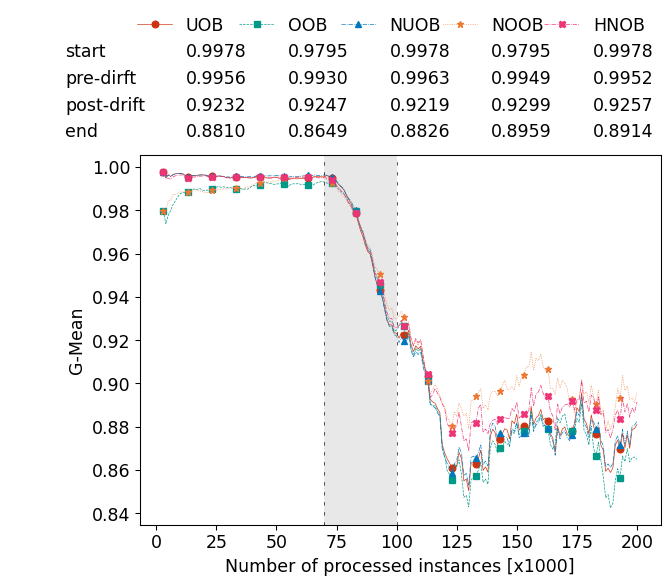 UOB OOB NUOB NOOB HNOB
start 0.9978 0.9795 0.9978 0.9795 0.9978
pre-dirft 0.9956 0.9930 0.9963 0.9949 0.9952
post-drift 0.9232 0.9247 0.9219 0.9299 0.9257
end 0.8810 0.8649 0.8826 0.8959 0.8914
1.00
0.98
0.96
0.94
0.92
0.90
0.88
0.86
0.84
G-Mean
0 25 50 75 100 125 150 175 200
Number of processed instances [x1000]